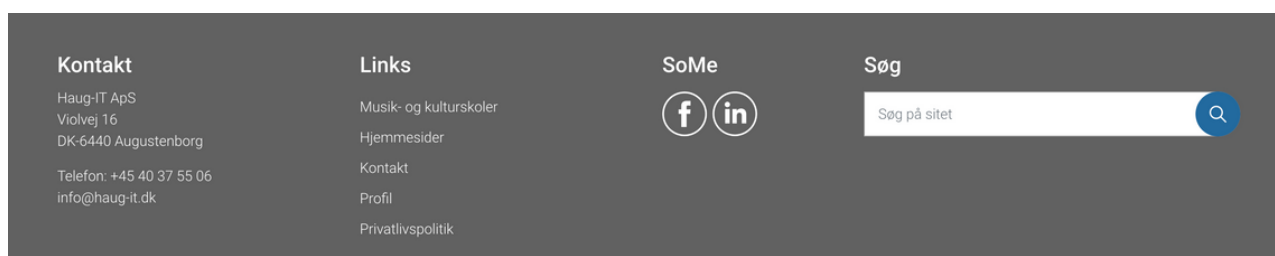 Kontakt
Haug-IT ApS
Violvej 16
DK-6440 Augustenborg
Telefon: +45 40 37 55 06
info@haug-it.dk
Links
Musik- og kulturskoler
Hjemmesider
Kontakt
Profil
Privatlivspolitik
SoMe
f in
Søg
Søg på sitet